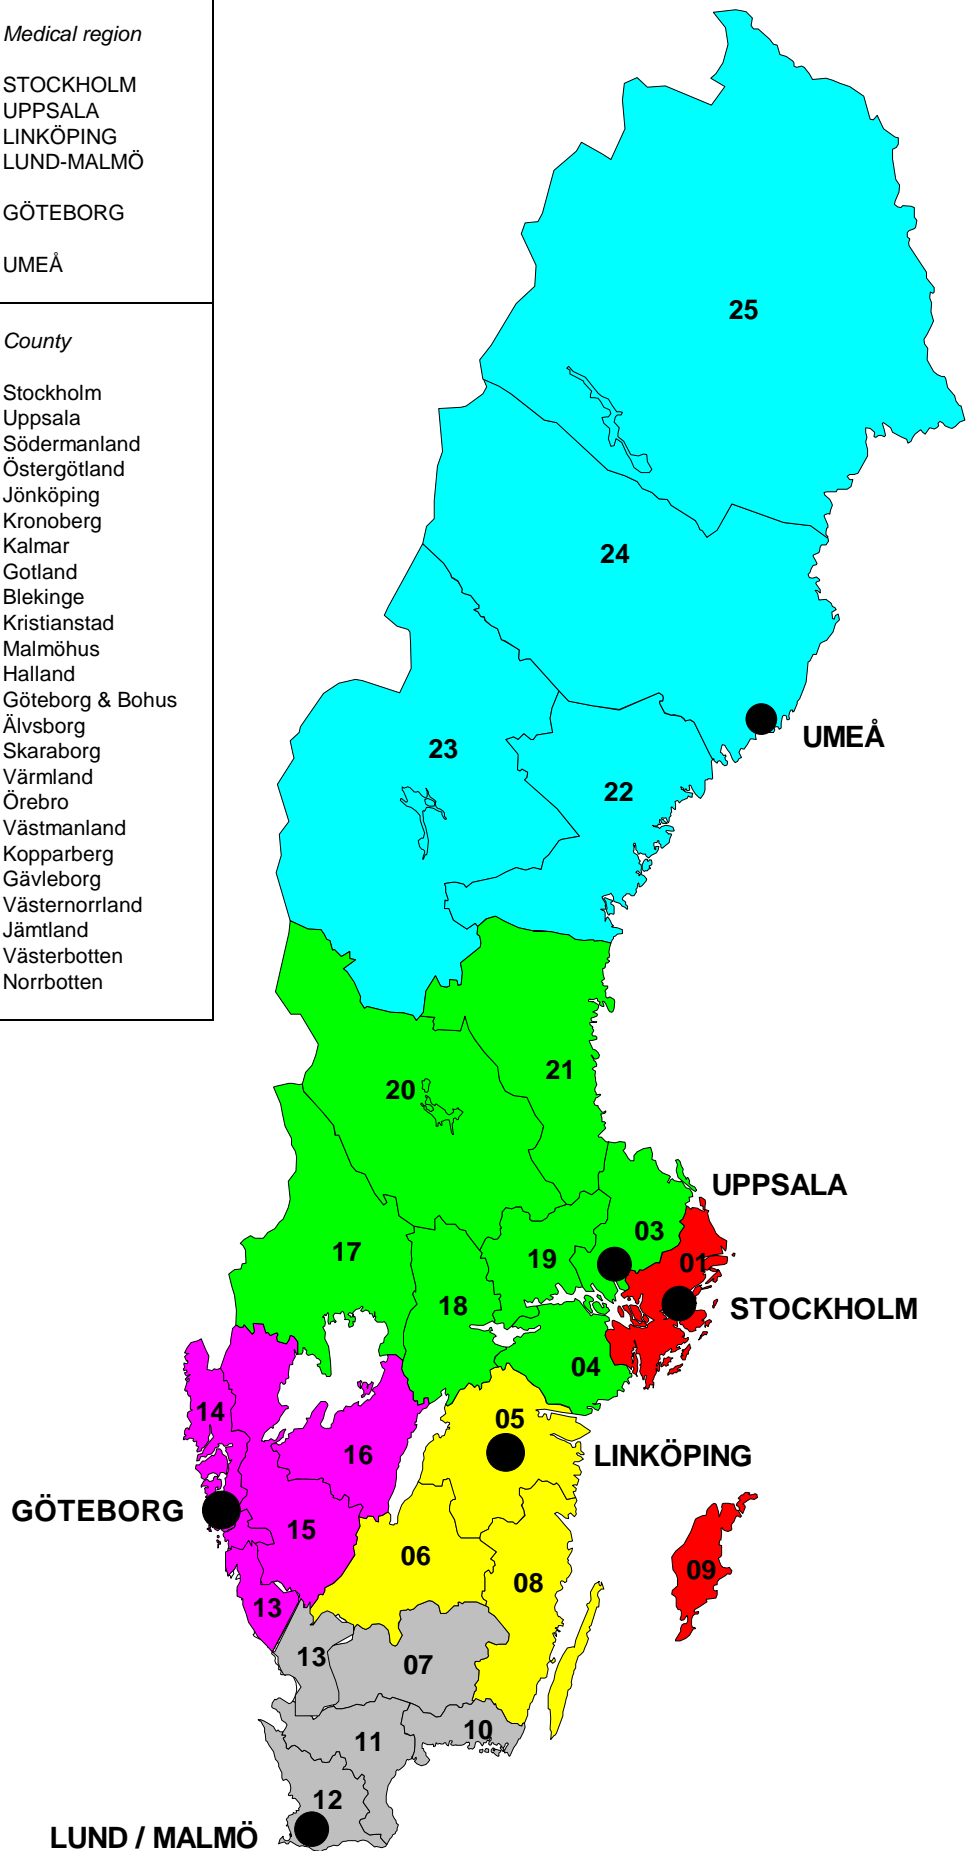 Medical region
STOCKHOLM
UPPSALA
LINKÖPING
LUND-MALMÖ
GÖTEBORG
UMEÅ
County
Stockholm
Uppsala
Södermanland
Östergötland
Jönköping
Kronoberg
Kalmar
Gotland
Blekinge
Kristianstad
Malmöhus
Halland
Göteborg & Bohus
Älvsborg
Skaraborg
Värmland
Örebro
Västmanland
Kopparberg
Gävleborg
Västernorrland
Jämtland
Västerbotten
Norrbotten
25
24
UMEÅ
23
22
21
20
UPPSALA
03
17
19
01
18
STOCKHOLM
04
14
05
16
LINKÖPING
GÖTEBORG
15
06
09
08
13
13
07
10
11
12
LUND / MALMÖ